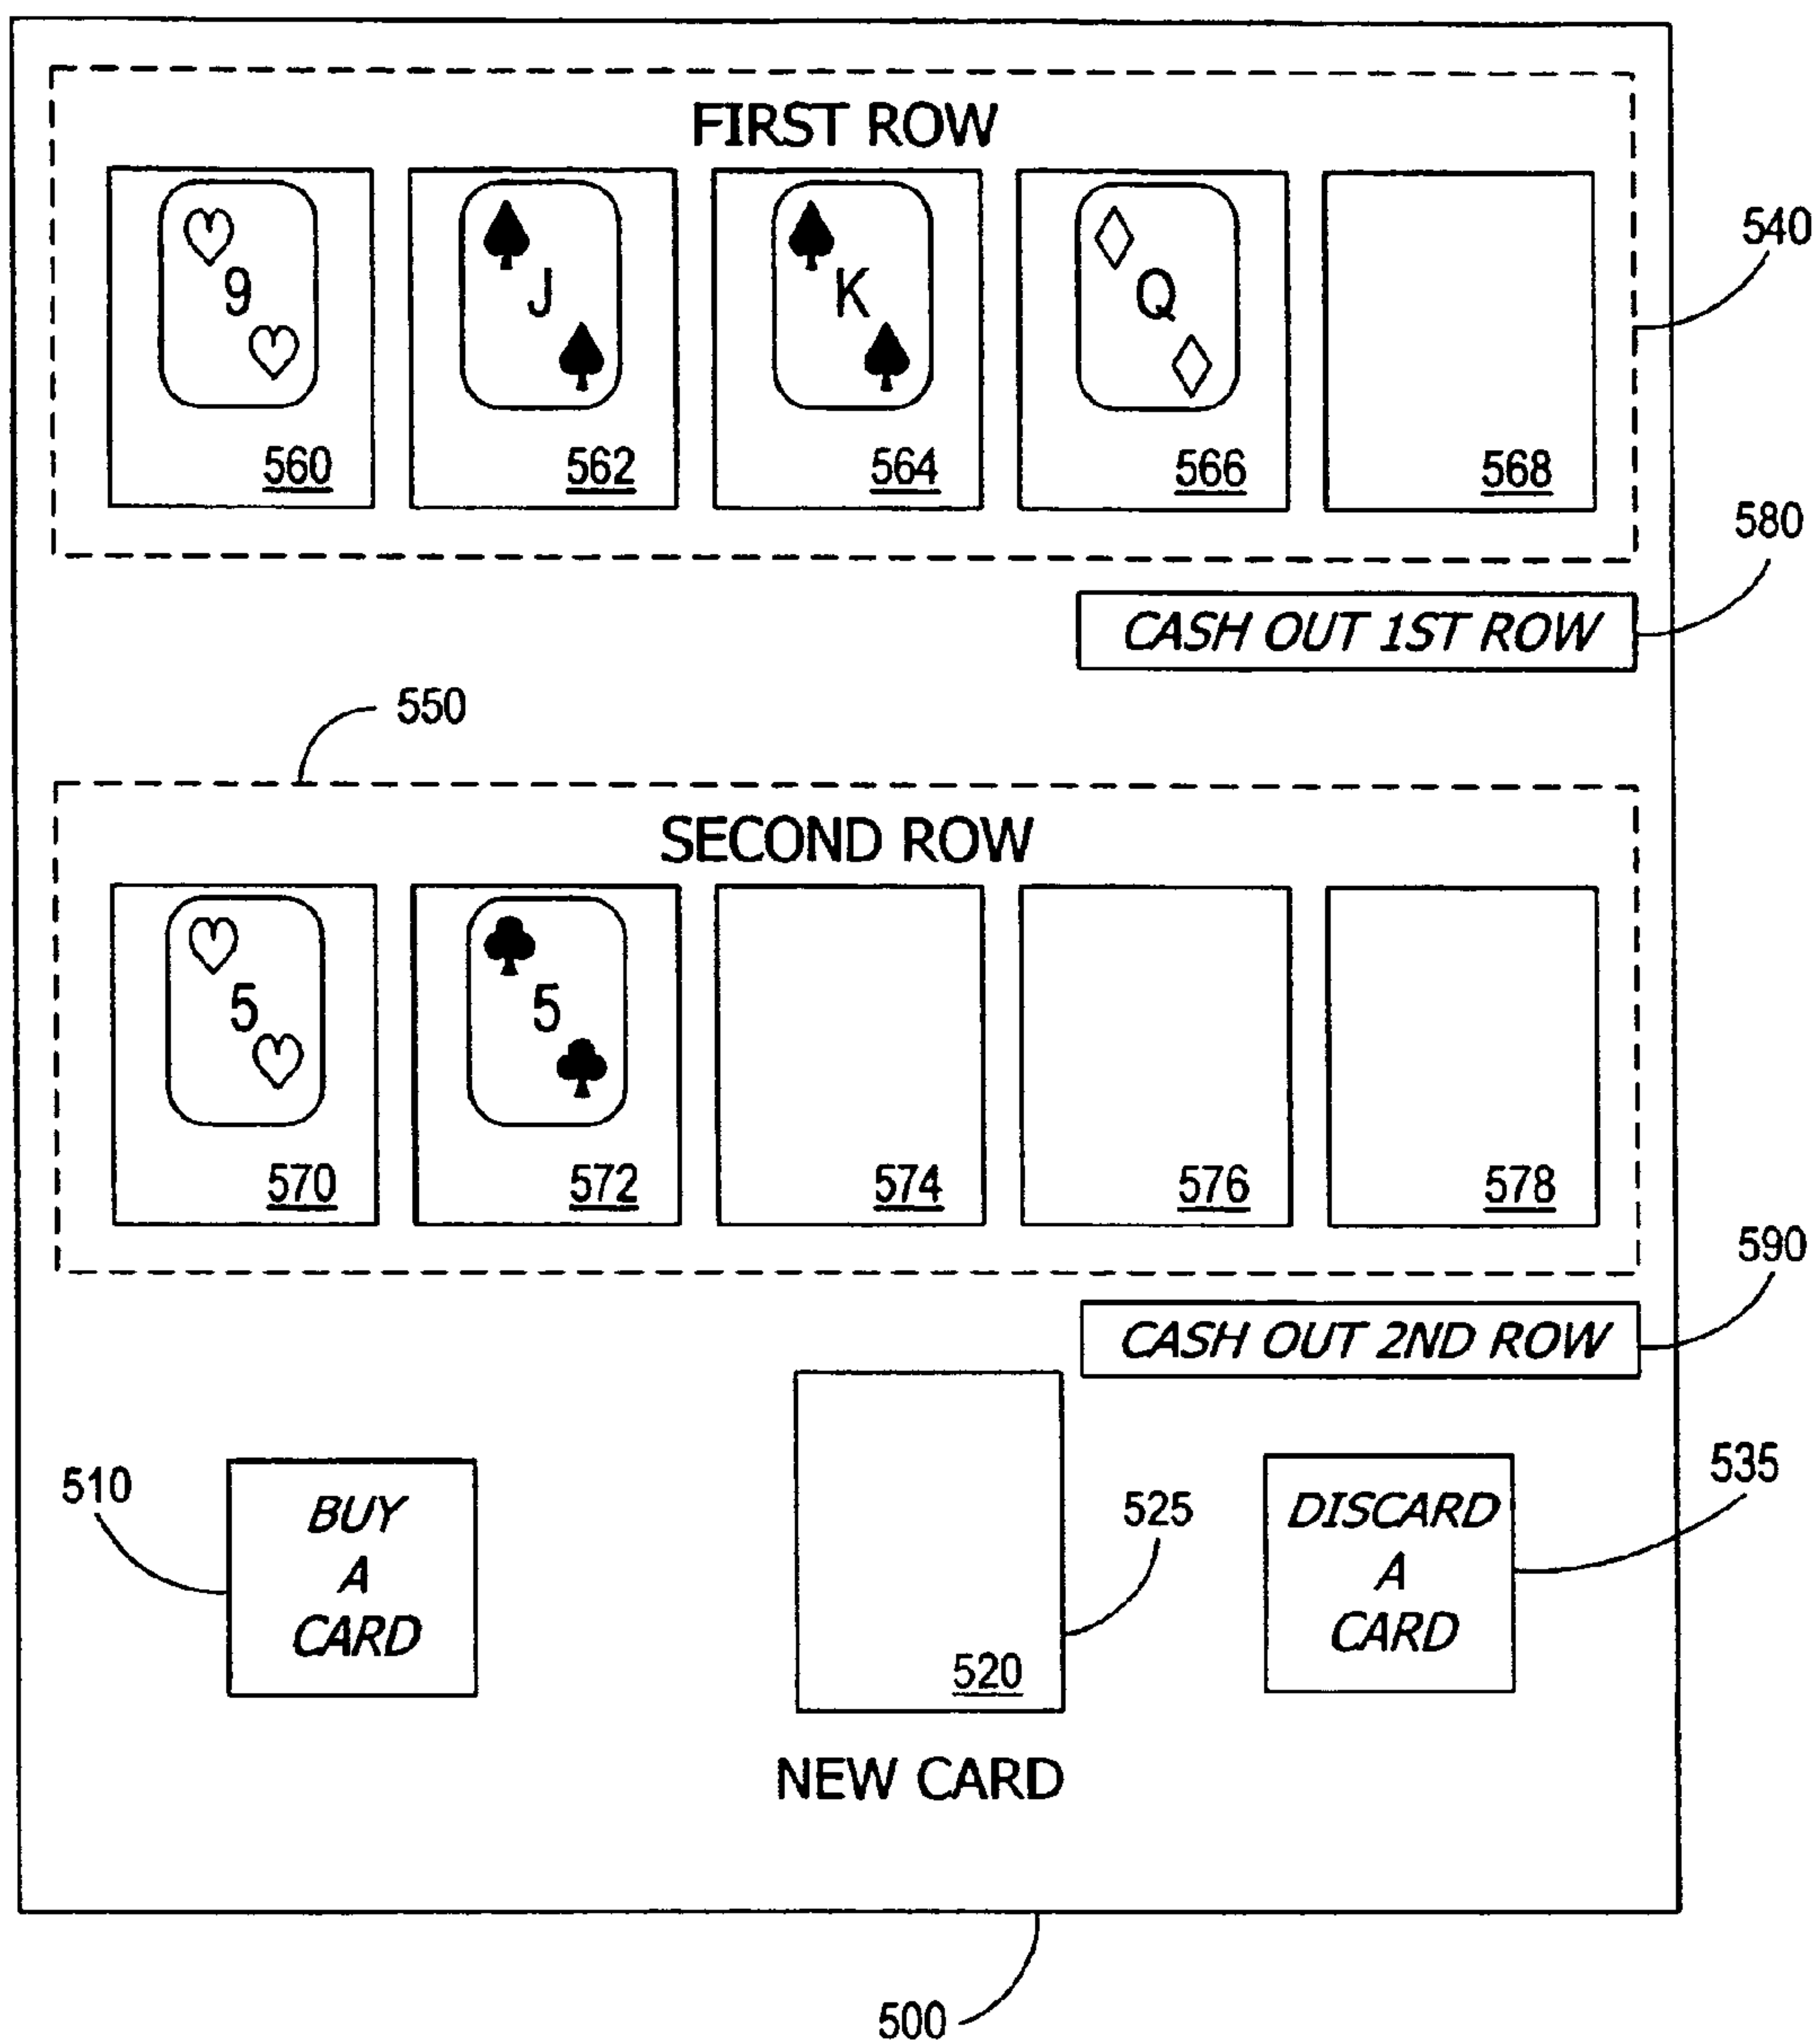 FIRST ROW
9
J
K
Q
540
560
562
564
566
568
580
CASH OUT 1ST ROW
550
SECOND ROW
5
5
570
572
574
576
578
590
CASH OUT 2ND ROW
510
BUY
A
CARD
525
520
535
DISCARD
A
CARD
NEW CARD
500